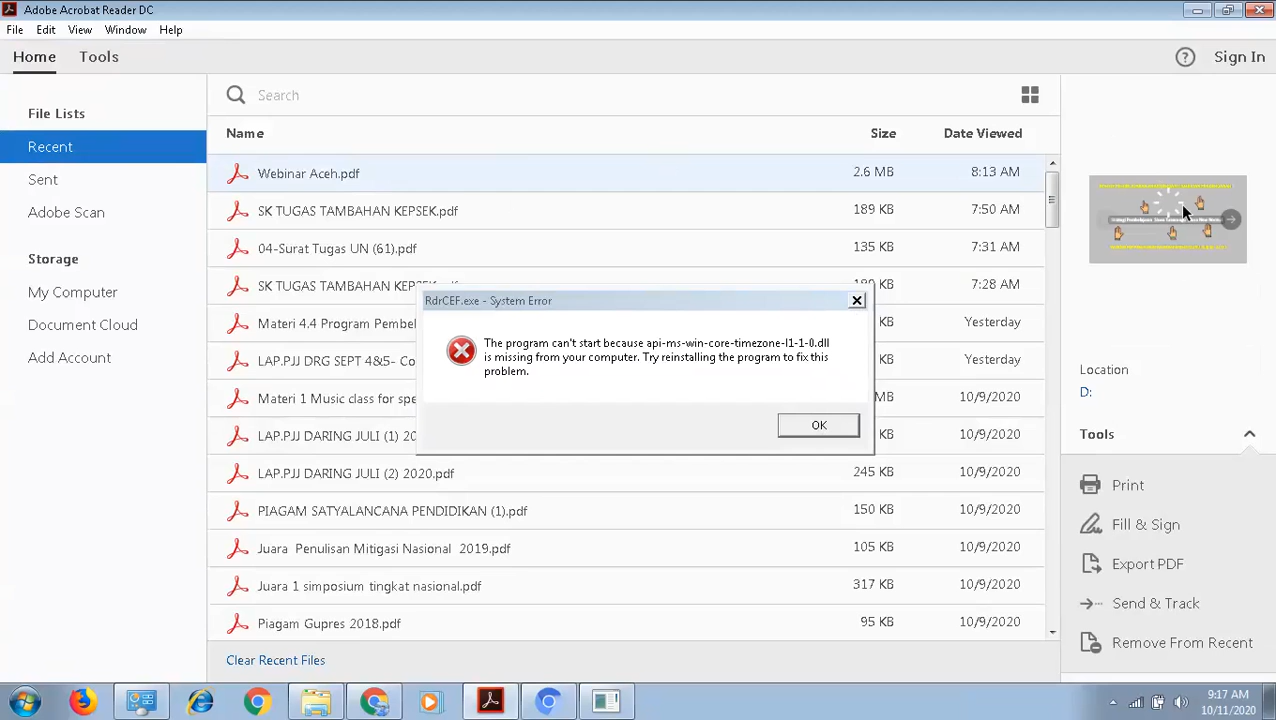 Adobe Acrobat Reader DC
File Edit View Window Help
Home Tools
Sign In
File Lists
Recent
Sent
Adobe Scan
Storage
My Computer
Document Cloud
Add Account
Search
Name Size Date Viewed
Webinar Aceh.pdf 2.6 MB 8:13 AM
SK TUGAS TAMBAHAN KEPSEK.pdf 189 KB 7:50 AM
04-Surat Tugas UN (61).pdf 135 KB 7:31 AM
SK TUGAS TAMBAHAN KEPSEK.pdf 7:28 AM
Materi 4.4 Program Pembel KB Yesterday
LAP.PJJ DRG SEPT 4&5- Co KB Yesterday
Materi 1 Music class for spe MB 10/9/2020
LAP.PJJ DARING JULI (1) 20 KB 10/9/2020
LAP.PJJ DARING JULI (2) 2020.pdf 245 KB 10/9/2020
PIAGAM SATYALANCANA PENDIDIKAN (1).pdf 150 KB 10/9/2020
Juara Penulisan Mitigasi Nasional 2019.pdf 105 KB 10/9/2020
Juara 1 simposium tingkat nasional.pdf 317 KB 10/9/2020
Piagam Gupres 2018.pdf 95 KB 10/9/2020
Clear Recent Files
RdrCEF.exe - System Error
The program can't start because api-ms-win-core-timezone-l1-1-0.dll
is missing from your computer. Try reinstalling the program to fix this
problem.
OK
Location
D:
Tools
Print
Fill & Sign
Export PDF
Send & Track
Remove From Recent
9:17 AM
10/11/2020